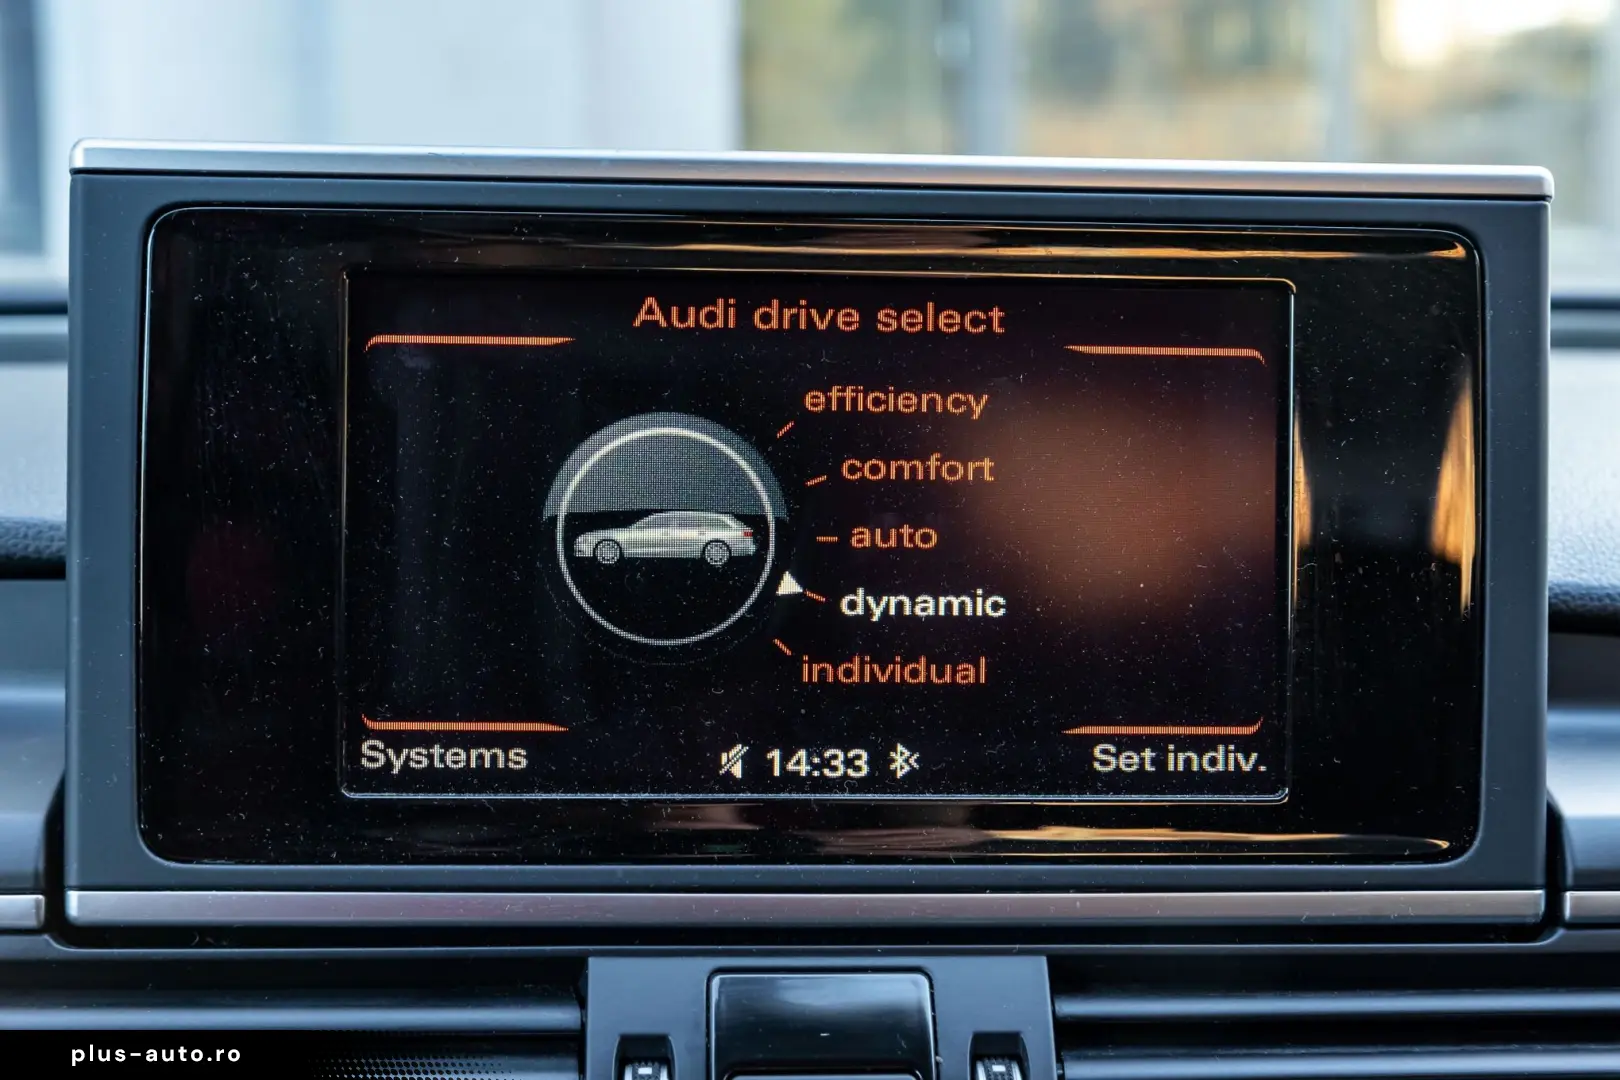 Audi drive select
efficiency
comfort
auto
dynamic
individual
Systems
14:33
Set indiv.
plus-auto.ro